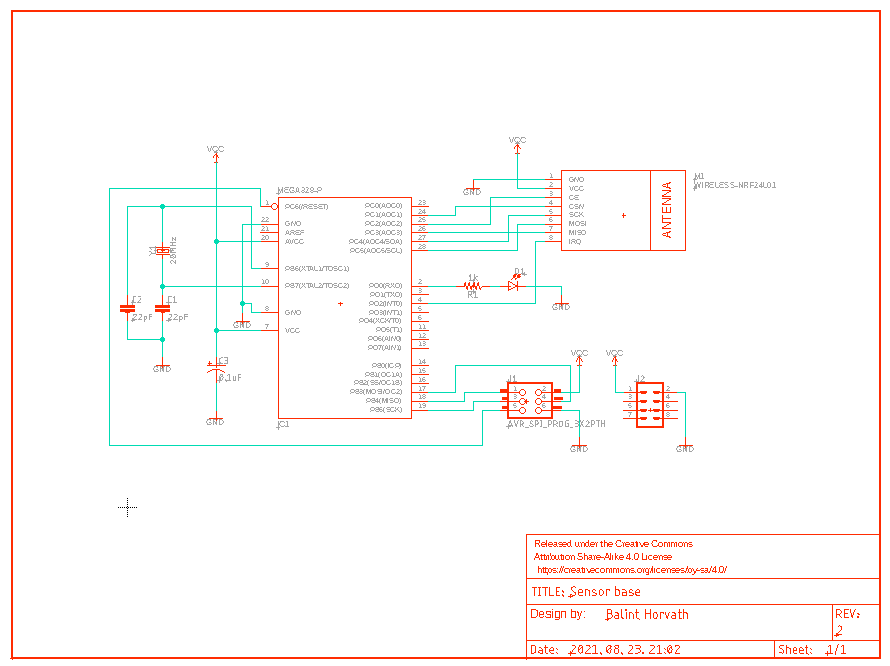 VCC
VCC
MEGA328-P
M1
WIRELESS-NRF24L01
1 PC6(/RESET)
22 GND
21 AREF
20 AVCC
9 PB6(XTAL1/TOSC1)
10 PB7(XTAL2/TOSC2)
8 GND
7 VCC
PC0(ADC0) 23
PC1(ADC1) 24
PC2(ADC2) 25
PC3(ADC3) 26
PC4(ADC4/SDA) 27
PC5(ADC5/SCL) 28
PD0(RXD) 2
PD1(TXD) 3
PD2(INT0) 4
PD3(INT1) 5
PD4(XCK/T0) 6
PD5(T1) 11
PD6(AIN0) 12
PD7(AIN1) 13
PB0(ICP) 14
PB1(OC1A) 15
PB2(SS/OC1B) 16
PB3(MOSI/OC2) 17
PB4(MISO) 18
PB5(SCK) 19
IC1
GND
1 GND
2 VCC
3 CE
4 CSN
5 SCK
6 MOSI
7 MISO
8 IRQ
ANTENNA
Y1
20MHz
C2
22pF
C1
22pF
GND
GND
C3
0.1uF
GND
1k
R1
D1
GND
VCC
VCC
J1
1 2
3 4
5 6
AVR_SPI_PROG_3X2PTH
GND
J2
1 2
3 4
5 6
7 8
GND
Released under the Creative Commons
Attribution Share-Alike 4.0 License
https://creativecommons.org/licenses/by-sa/4.0/
TITLE: Sensor base
Design by: Balint Horvath
REV:
2
Date: 2021.08.23. 21:02
Sheet: 1/1